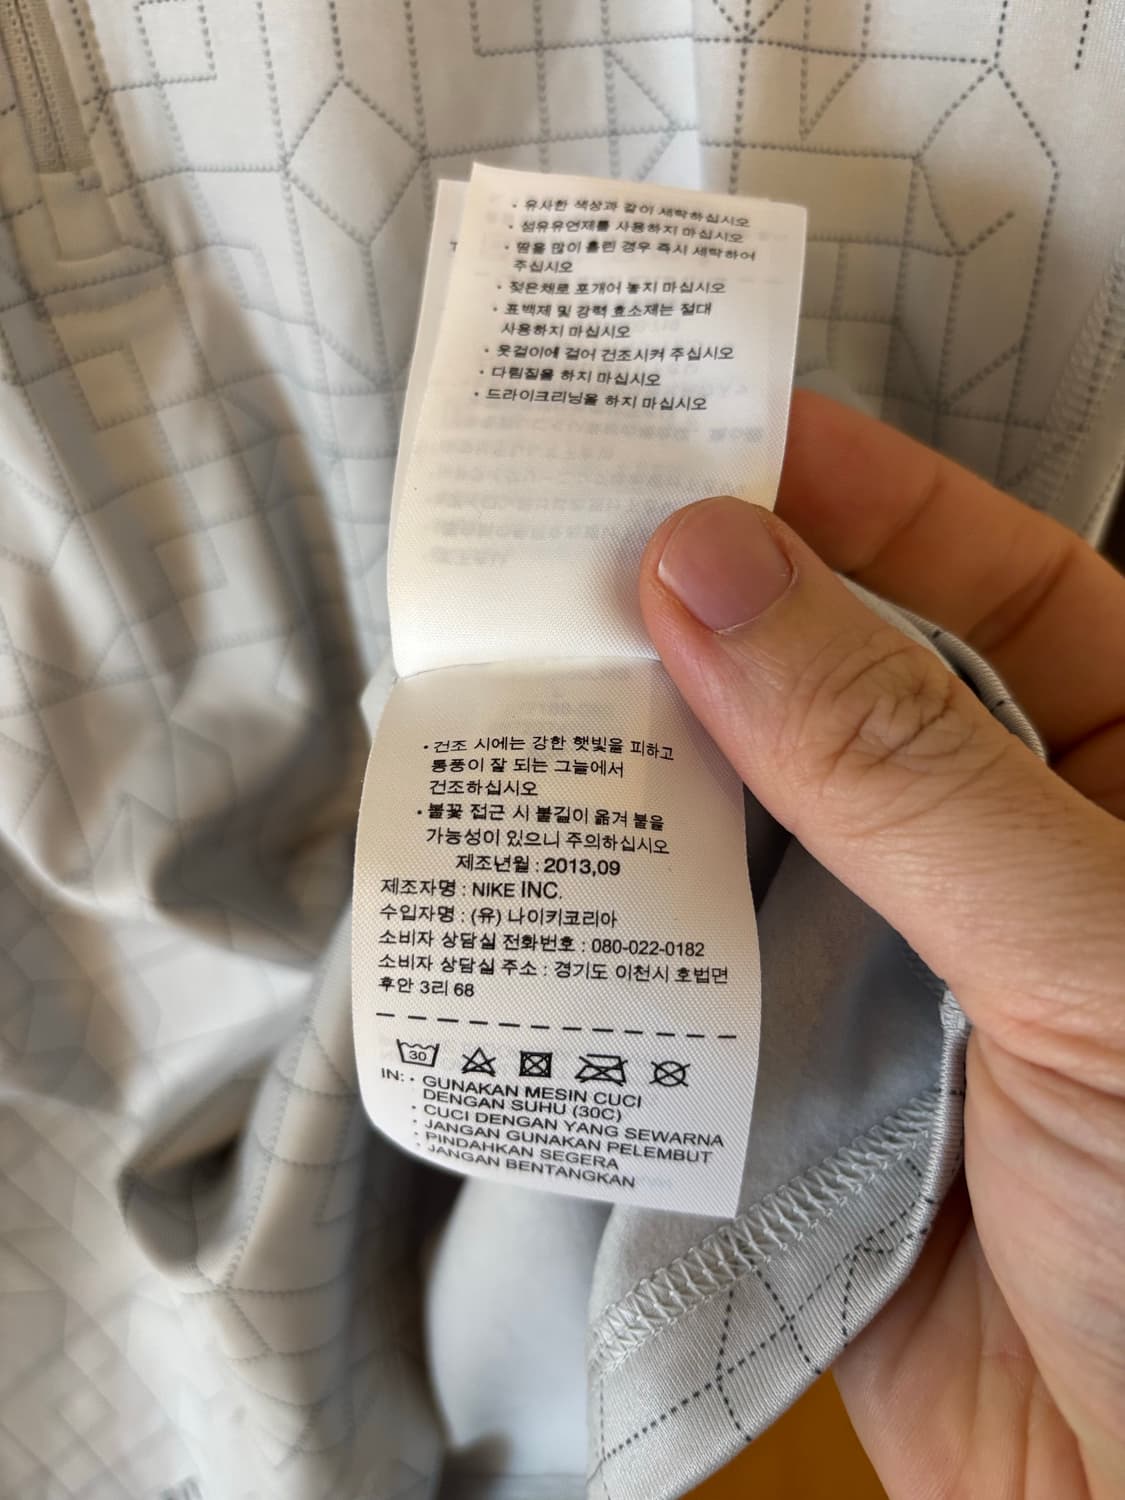 • 유사한 색상과 같이 세탁하십시오
• 섬유유연제를 사용하지 마십시오
• 땀을 많이 흘린 경우 즉시 세탁하여
주십시오
• 젖은채로 포개어 놓지 마십시오
• 표백제 및 강력 효소제는 절대
사용하지 마십시오
• 옷걸이에 걸어 건조시켜 주십시오
• 다림질을 하지 마십시오
• 드라이크리닝을 하지 마십시오
• 건조 시에는 강한 햇빛을 피하고
통풍이 잘 되는 그늘에서
건조하십시오
• 불꽃 접근 시 불길이 옮겨 붙을
가능성이 있으니 주의하십시오
제조년월 : 2013,09
제조자명 : NIKE INC.
수입자명 : (유) 나이키코리아
소비자 상담실 전화번호 : 080-022-0182
소비자 상담실 주소 : 경기도 이천시 호법면
후안 3리 68
30
IN: • GUNAKAN MESIN CUCI
DENGAN SUHU (30C)
• CUCI DENGAN YANG SEWARNA
• JANGAN GUNAKAN PELEMBUT
• PINDAHKAN SEGERA
• JANGAN BENTANGKAN